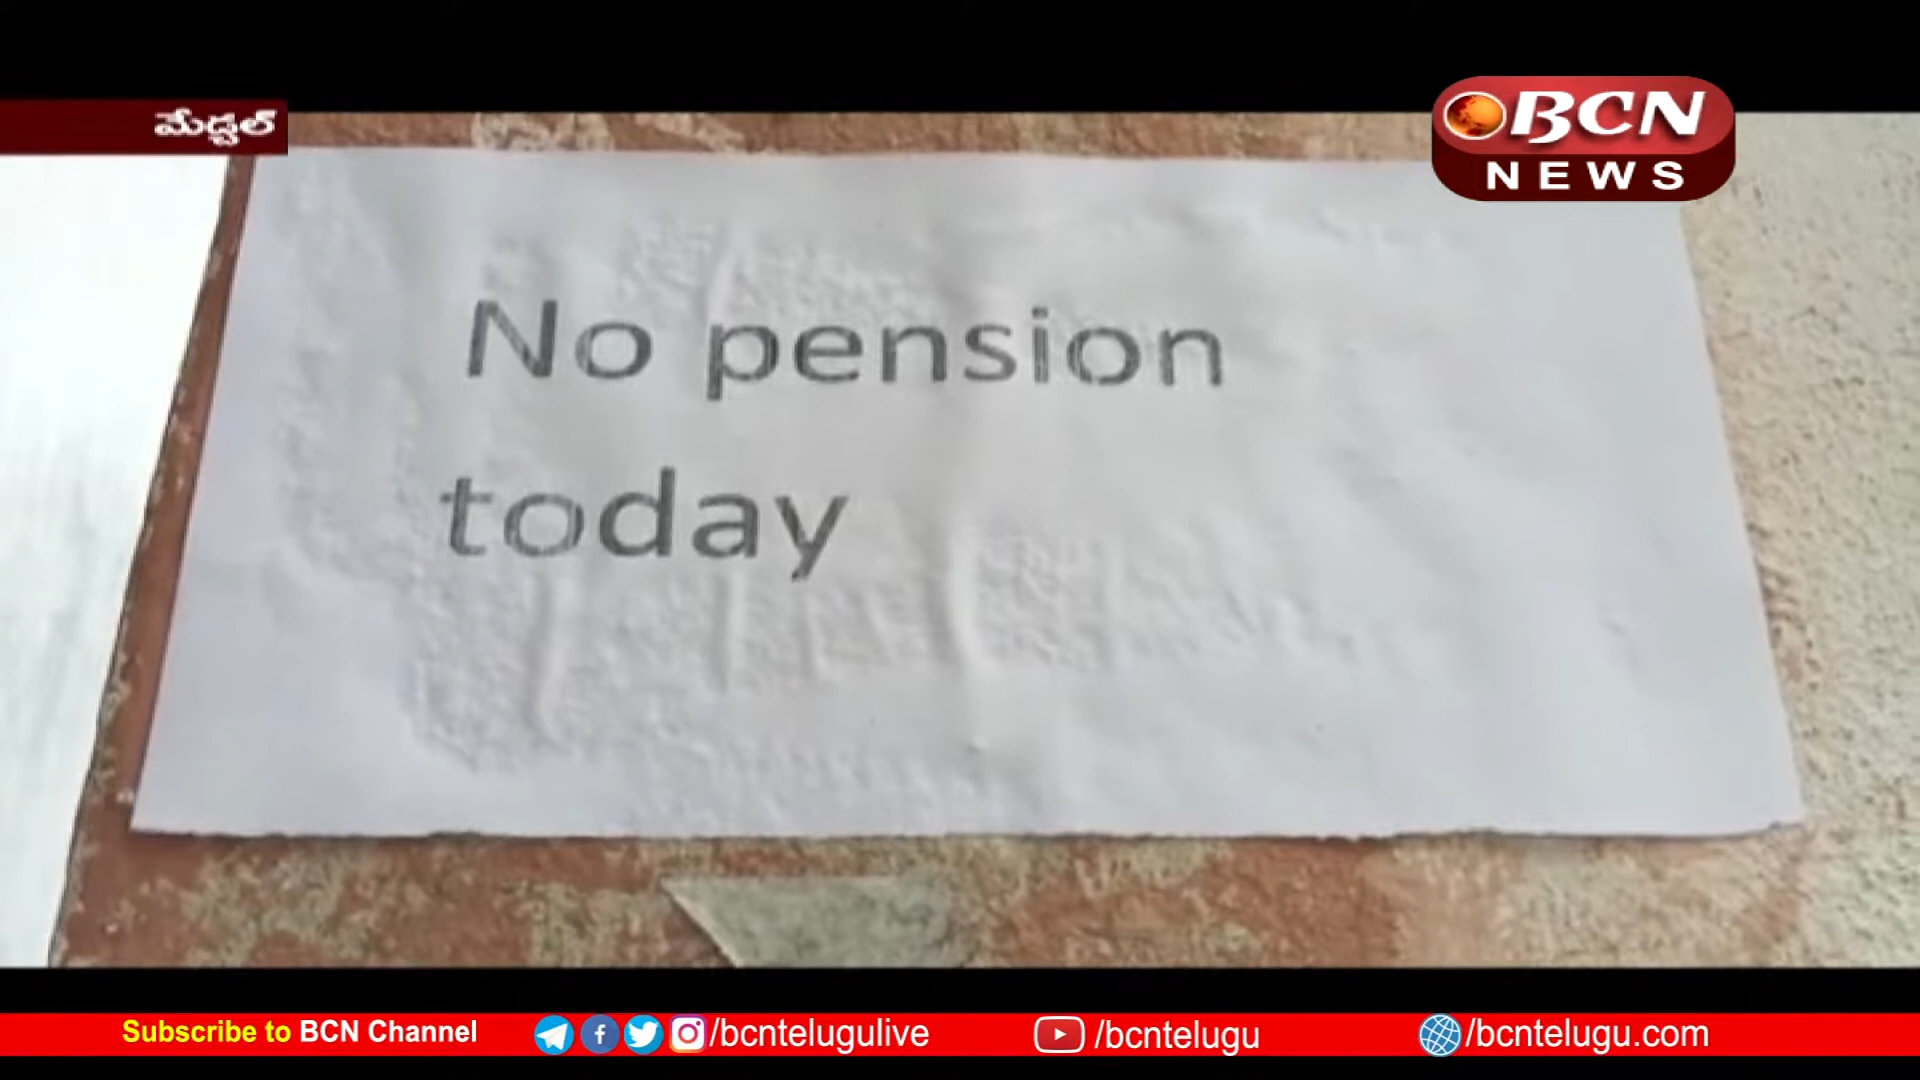 మేడ్చల్
BCN
NEWS
No pension
today
Subscribe to BCN Channel
/bcntelugulive
/bcntelugu
/bcntelugu.com